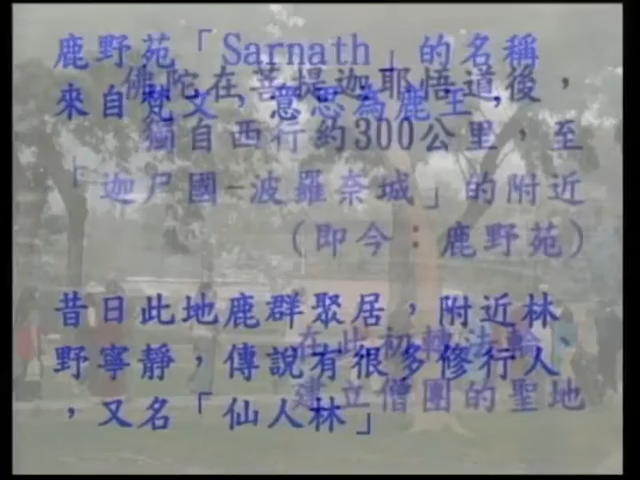 鹿野苑「Sarnath」的名稱
佛陀在菩提迦耶悟道後，
來自梵文，意思為鹿王，
獨自西行約300公里，至
「迦尸國-波羅奈城」的附近
(即今：鹿野苑)
昔日此地鹿群聚居，附近林
在此初轉法輪、
野寧靜，傳說有很多修行人
建立僧團的聖地
，又名「仙人林」